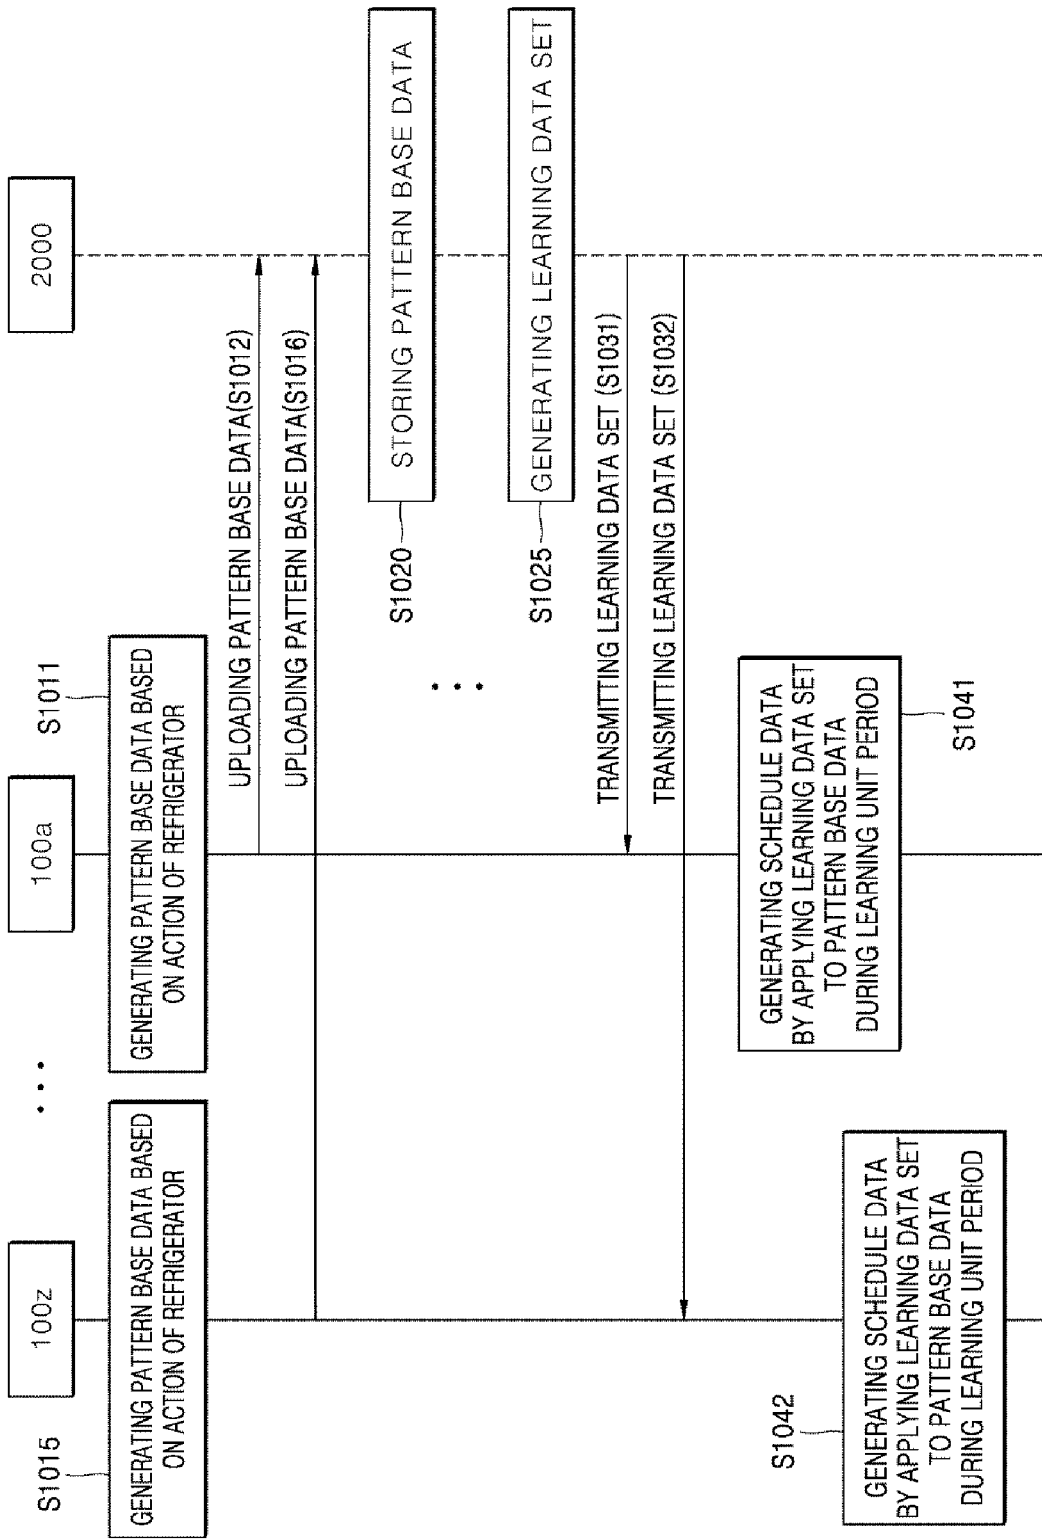 100z
...
100a
2000
S1015
GENERATING PATTERN BASE DATA BASED
ON ACTION OF REFRIGERATOR
S1011
GENERATING PATTERN BASE DATA BASED
ON ACTION OF REFRIGERATOR
UPLOADING PATTERN BASE DATA(S1012)
UPLOADING PATTERN BASE DATA(S1016)
S1020
STORING PATTERN BASE DATA
...
S1025
GENERATING LEARNING DATA SET
TRANSMITTING LEARNING DATA SET (S1031)
TRANSMITTING LEARNING DATA SET (S1032)
GENERATING SCHEDULE DATA
BY APPLYING LEARNING DATA SET
TO PATTERN BASE DATA
DURING LEARNING UNIT PERIOD
S1041
S1042
GENERATING SCHEDULE DATA
BY APPLYING LEARNING DATA SET
TO PATTERN BASE DATA
DURING LEARNING UNIT PERIOD